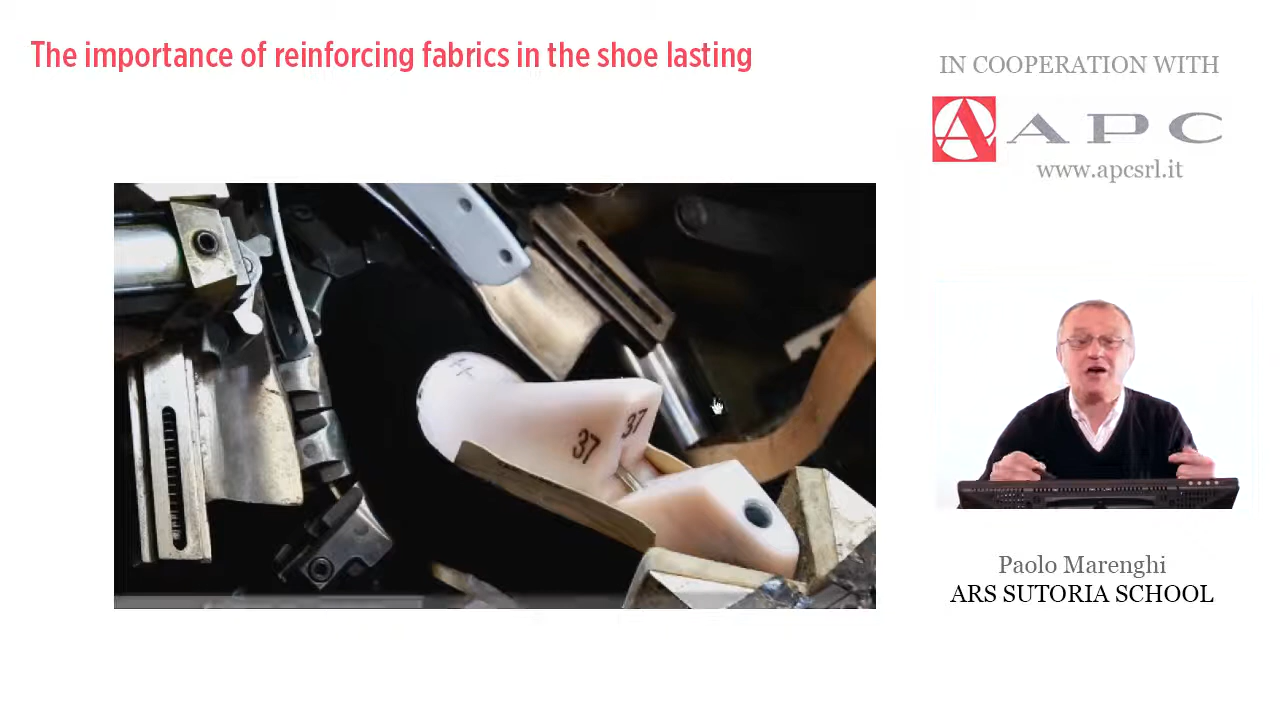 The importance of reinforcing fabrics in the shoe lasting
IN COOPERATION WITH
A APC
www.apcsrl.it
37
37
Paolo Marenghi
ARS SUTORIA SCHOOL